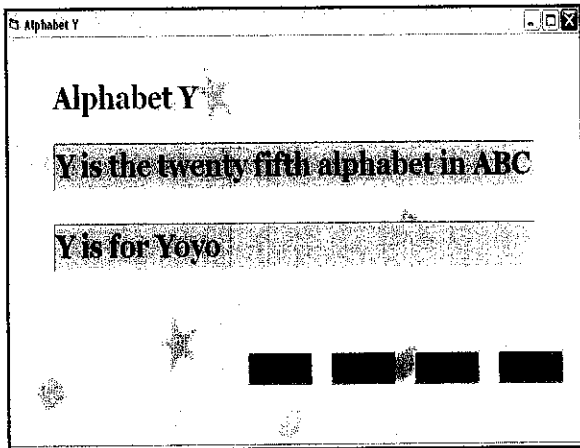 Alphabet Y
Alphabet Y
Y is the twenty fifth alphabet in ABC
Y is for Yoyo